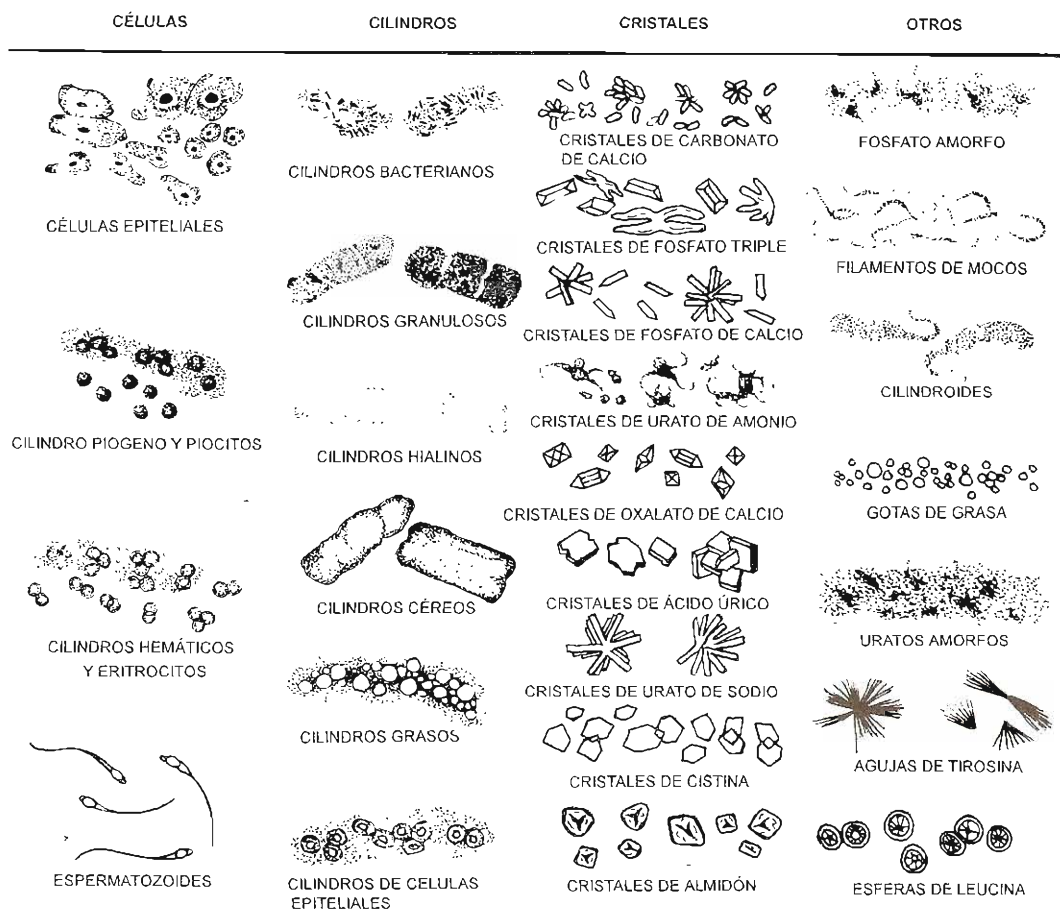 CÉLULAS
CÉLULAS EPITELIALES
CILINDRO PIOGENO Y PIOCITOS
CILINDROS HEMÁTICOS
Y ERITROCITOS
ESPERMATOZOIDES
CILINDROS
CILINDROS BACTERIANOS
CILINDROS GRANULOSOS
CILINDROS HIALINOS
CILINDROS CÉREOS
CILINDROS GRASOS
CILINDROS DE CELULAS
EPITELIALES
CRISTALES
CRISTALES DE CARBONATO
DE CALCIO
CRISTALES DE FOSFATO TRIPLE
CRISTALES DE FOSFATO DE CALCIO
CRISTALES DE URATO DE AMONIO
CRISTALES DE OXALATO DE CALCIO
CRISTALES DE ÁCIDO ÚRICO
CRISTALES DE URATO DE SODIO
CRISTALES DE CISTINA
CRISTALES DE ALMIDÓN
OTROS
FOSFATO AMORFO
FILAMENTOS DE MOCOS
CILINDROIDES
GOTAS DE GRASA
URATOS AMORFOS
AGUJAS DE TIROSINA
ESFERAS DE LEUCINA